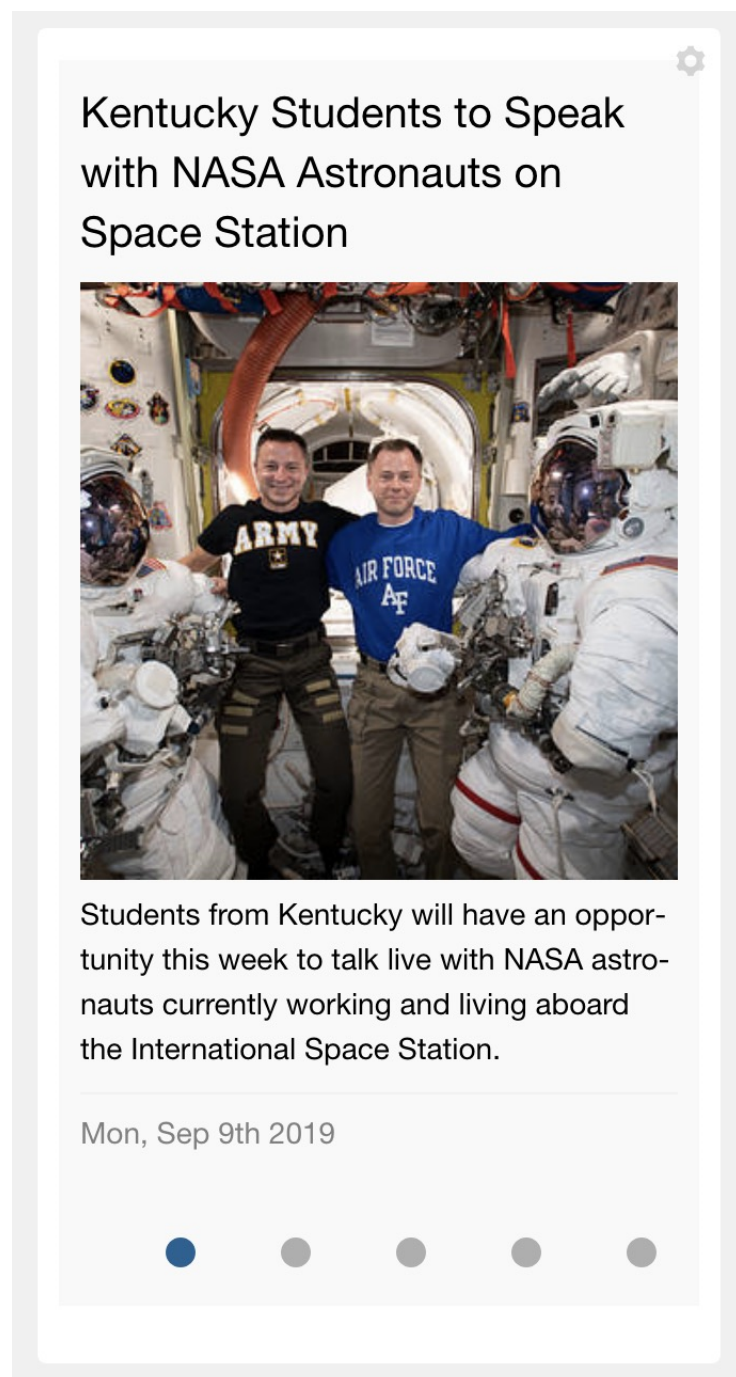 Kentucky Students to Speak
with NASA Astronauts on
Space Station
ARMY
AIR FORCE
AF
Students from Kentucky will have an oppor-
tunity this week to talk live with NASA astro-
nauts currently working and living aboard
the International Space Station.
Mon, Sep 9th 2019